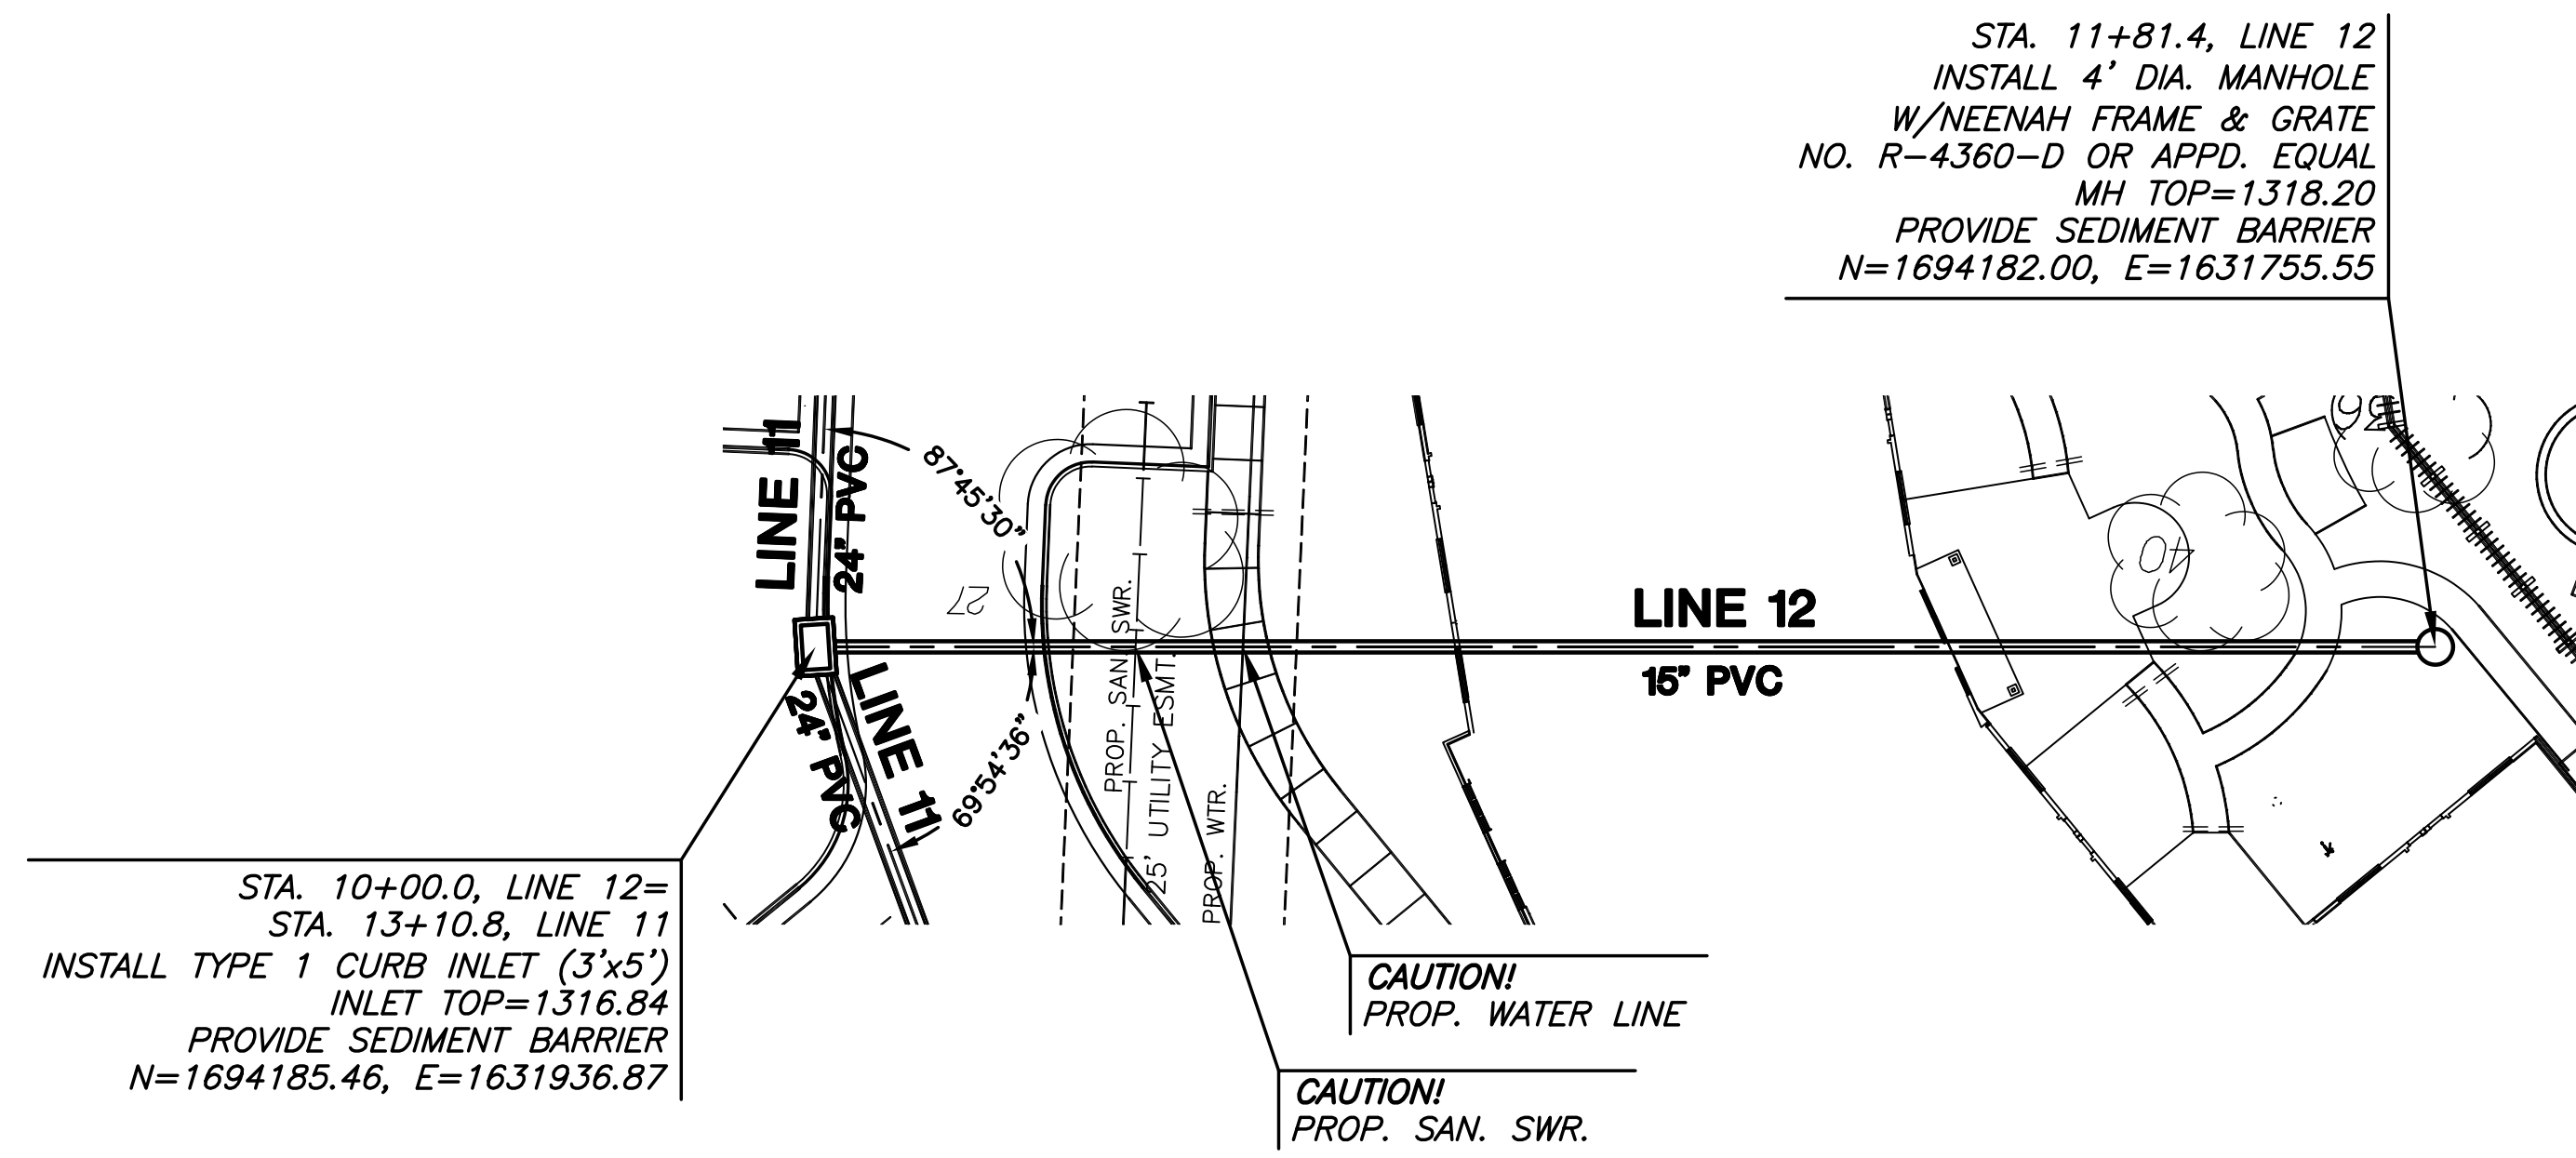 STA. 11+81.4, LINE 12
INSTALL 4' DIA. MANHOLE
W/NEENAH FRAME & GRATE
NO. R-4360-D OR APPD. EQUAL
MH TOP=1318.20
PROVIDE SEDIMENT BARRIER
N=1694182.00, E=1631755.55
LINE 11
24" PVC
87°45'30"
27
40
LINE 12
15" PVC
LINE 11
24" PVC
69°54'36"
PROP. SAN. SWR.
25' UTILITY ESMT.
PROP. WTR.
STA. 10+00.0, LINE 12=
STA. 13+10.8, LINE 11
INSTALL TYPE 1 CURB INLET (3'x5')
INLET TOP=1316.84
PROVIDE SEDIMENT BARRIER
N=1694185.46, E=1631936.87
CAUTION!
PROP. WATER LINE
CAUTION!
PROP. SAN. SWR.